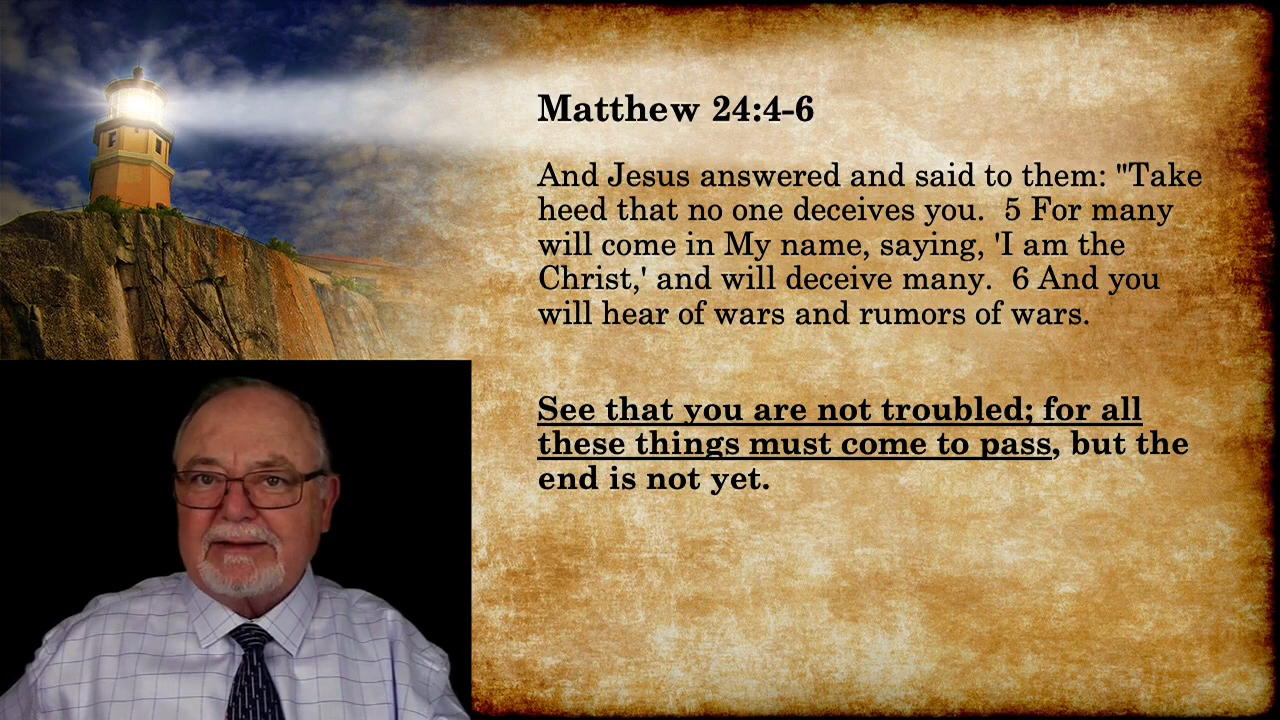 Matthew 24:4-6
And Jesus answered and said to them: "Take
heed that no one deceives you.  5 For many
will come in My name, saying, 'I am the
Christ,' and will deceive many.  6 And you
will hear of wars and rumors of wars.
See that you are not troubled; for all
these things must come to pass, but the
end is not yet.